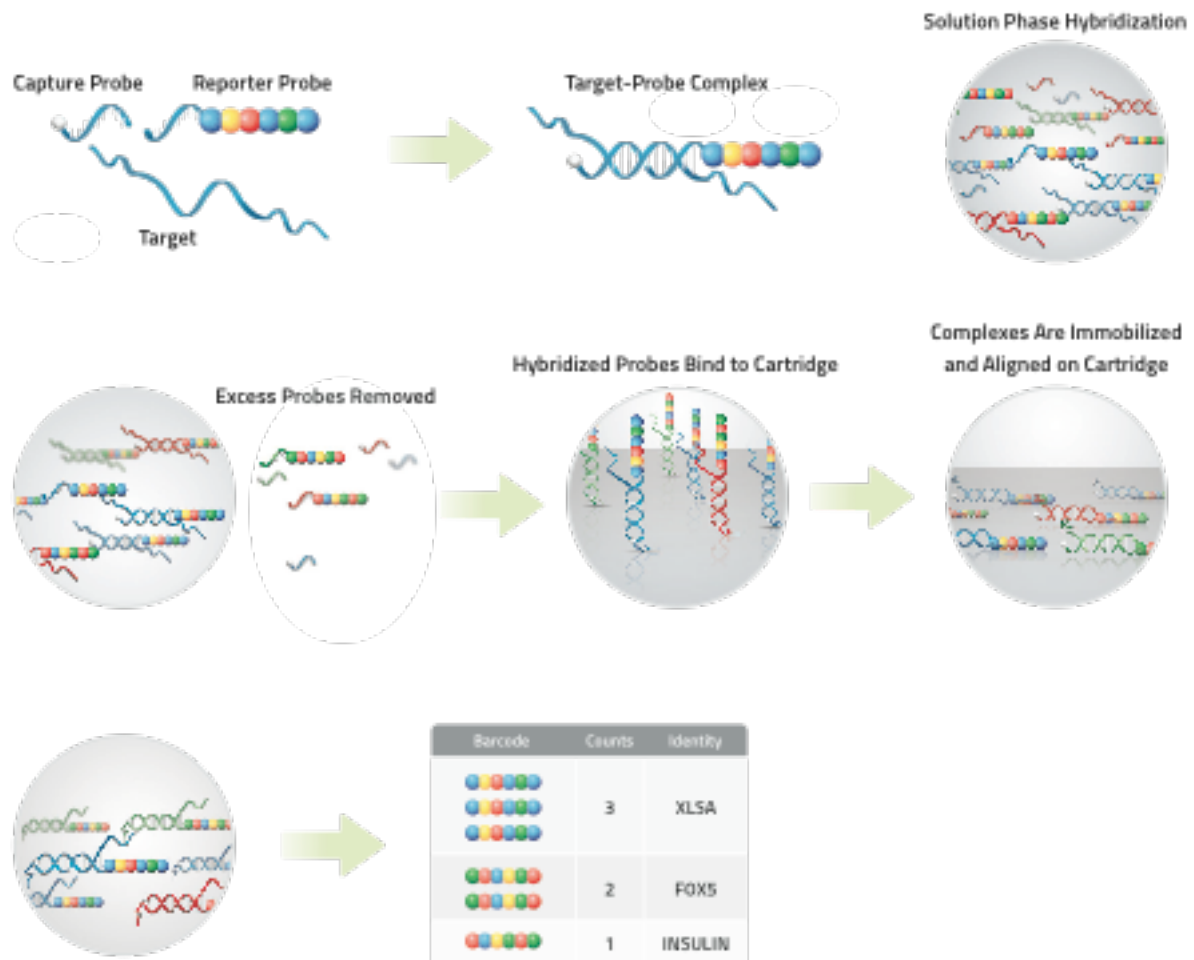 Solution Phase Hybridization
Capture Probe
Reporter Probe
Target-Probe Complex
Target
Excess Probes Removed
Hybridized Probes Bind to Cartridge
Complexes Are Immobilized
and Aligned on Cartridge
Barcode Counts Identity
3 XLSA
2 FOX5
1 INSULIN